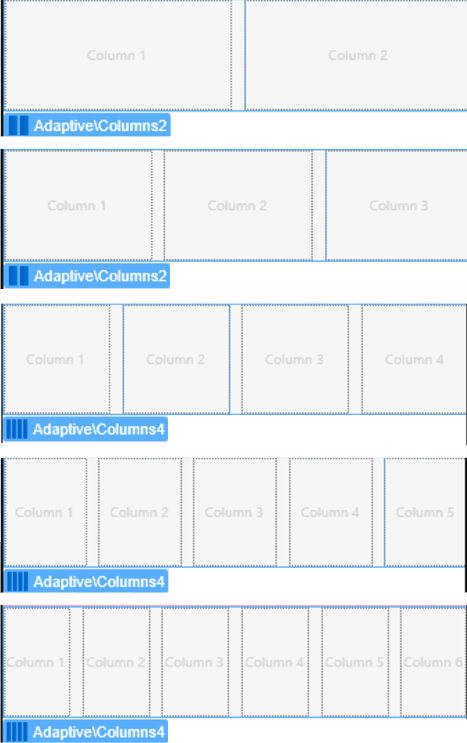 Column 1 Column 2
Adaptive\Columns2
Column 1 Column 2 Column 3
Adaptive\Columns2
Column 1 Column 2 Column 3 Column 4
Adaptive\Columns4
Column 1 Column 2 Column 3 Column 4 Column 5
Adaptive\Columns4
Column 1 Column 2 Column 3 Column 4 Column 5 Column 6
Adaptive\Columns4